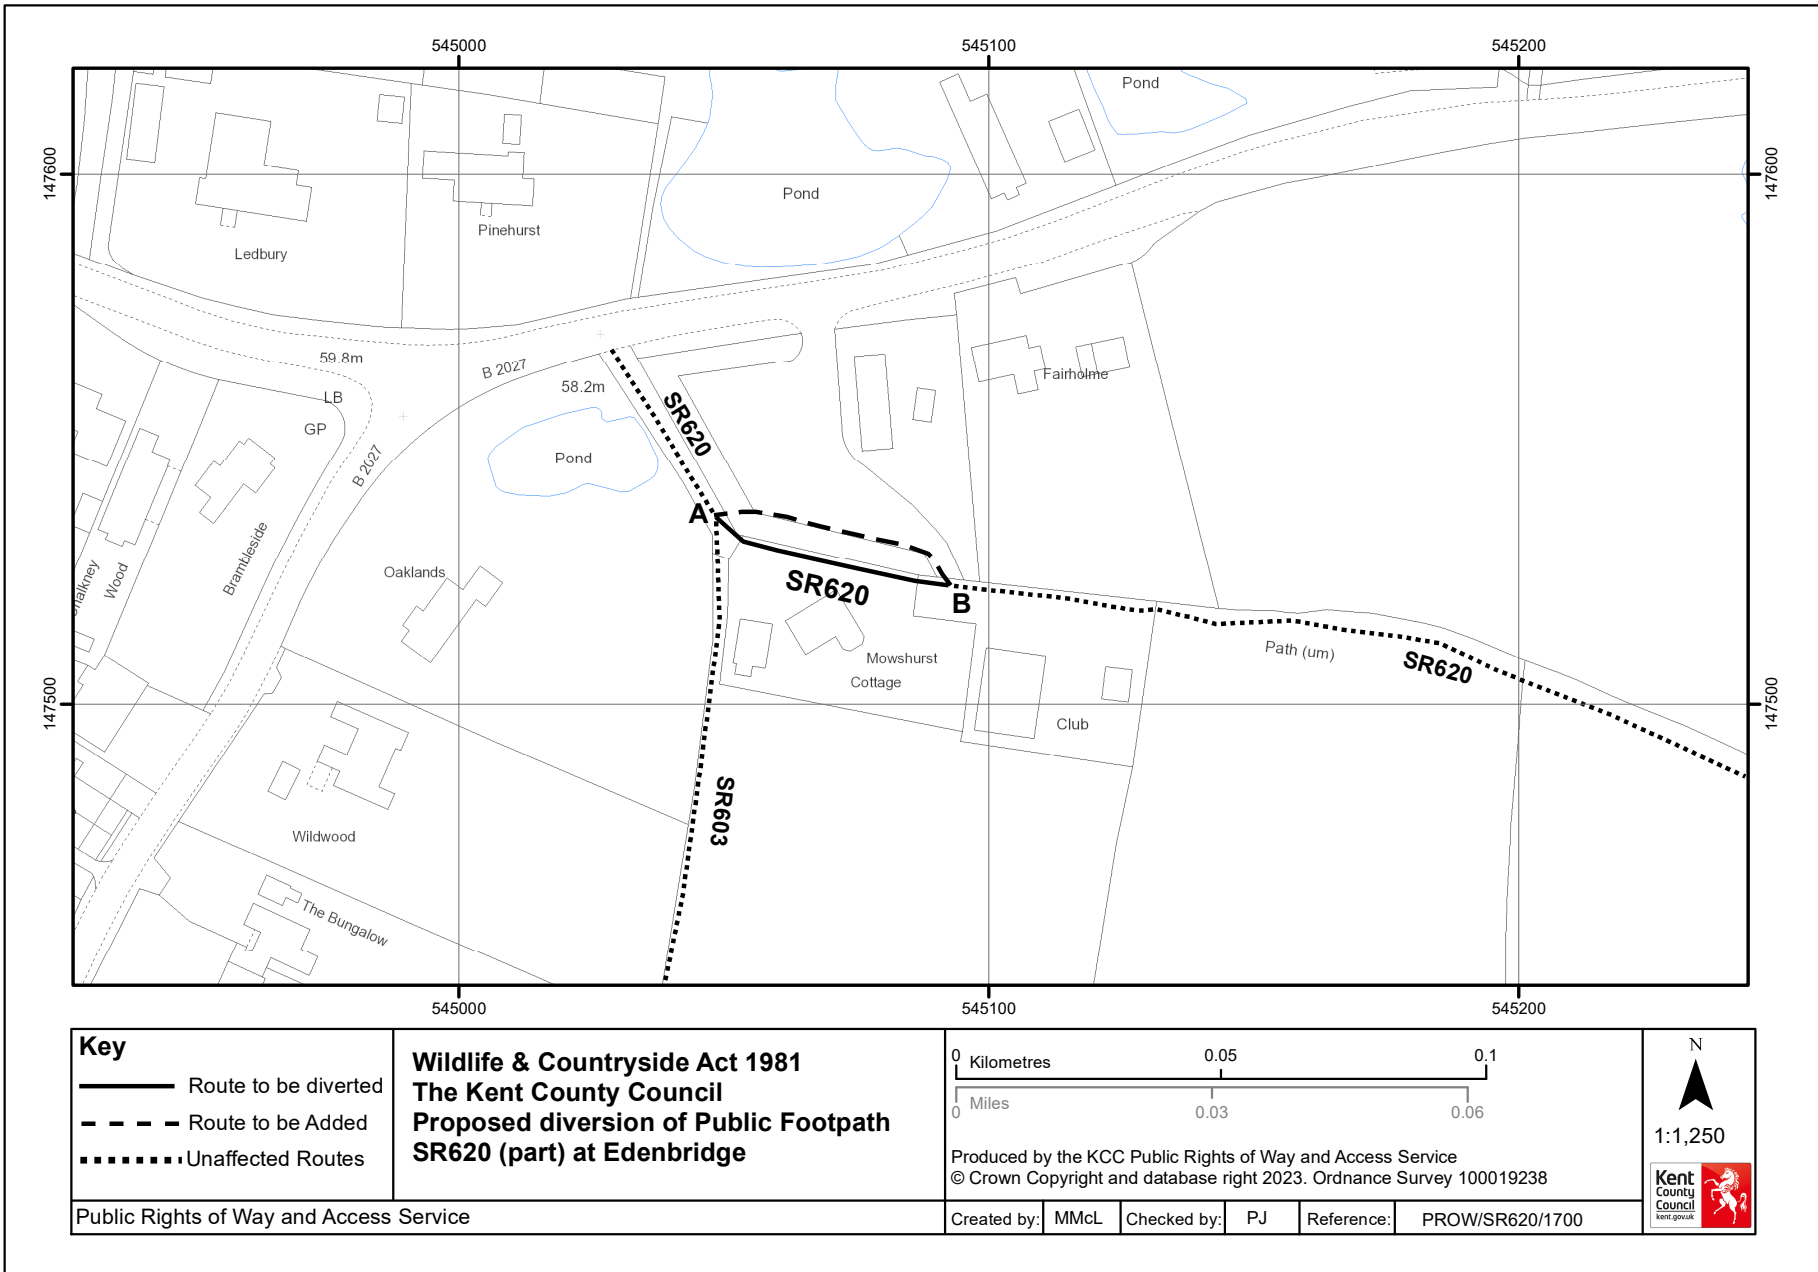 545000
545100
545200
147600
147600
147500
147500
Pond
Pond
Ledbury
Pinehurst
59.8m
B 2027
58.2m
LB
GP
B 2027
Pond
SR620
Fairholme
A
SR620
B
Oaklands
Brambleside
Wood
Mowshurst
Cottage
Path (um)
SR620
Club
SR603
Wildwood
The Bungalow
545000
545100
545200
Key
Route to be diverted
Route to be Added
Unaffected Routes
Wildlife & Countryside Act 1981
The Kent County Council
Proposed diversion of Public Footpath
SR620 (part) at Edenbridge
0 Kilometres 0.05 0.1
0 Miles 0.03 0.06
Produced by the KCC Public Rights of Way and Access Service
© Crown Copyright and database right 2023. Ordnance Survey 100019238
N
1:1,250
Kent
County
Council
kent.gov.uk
Public Rights of Way and Access Service
Created by: MMcL Checked by: PJ Reference: PROW/SR620/1700